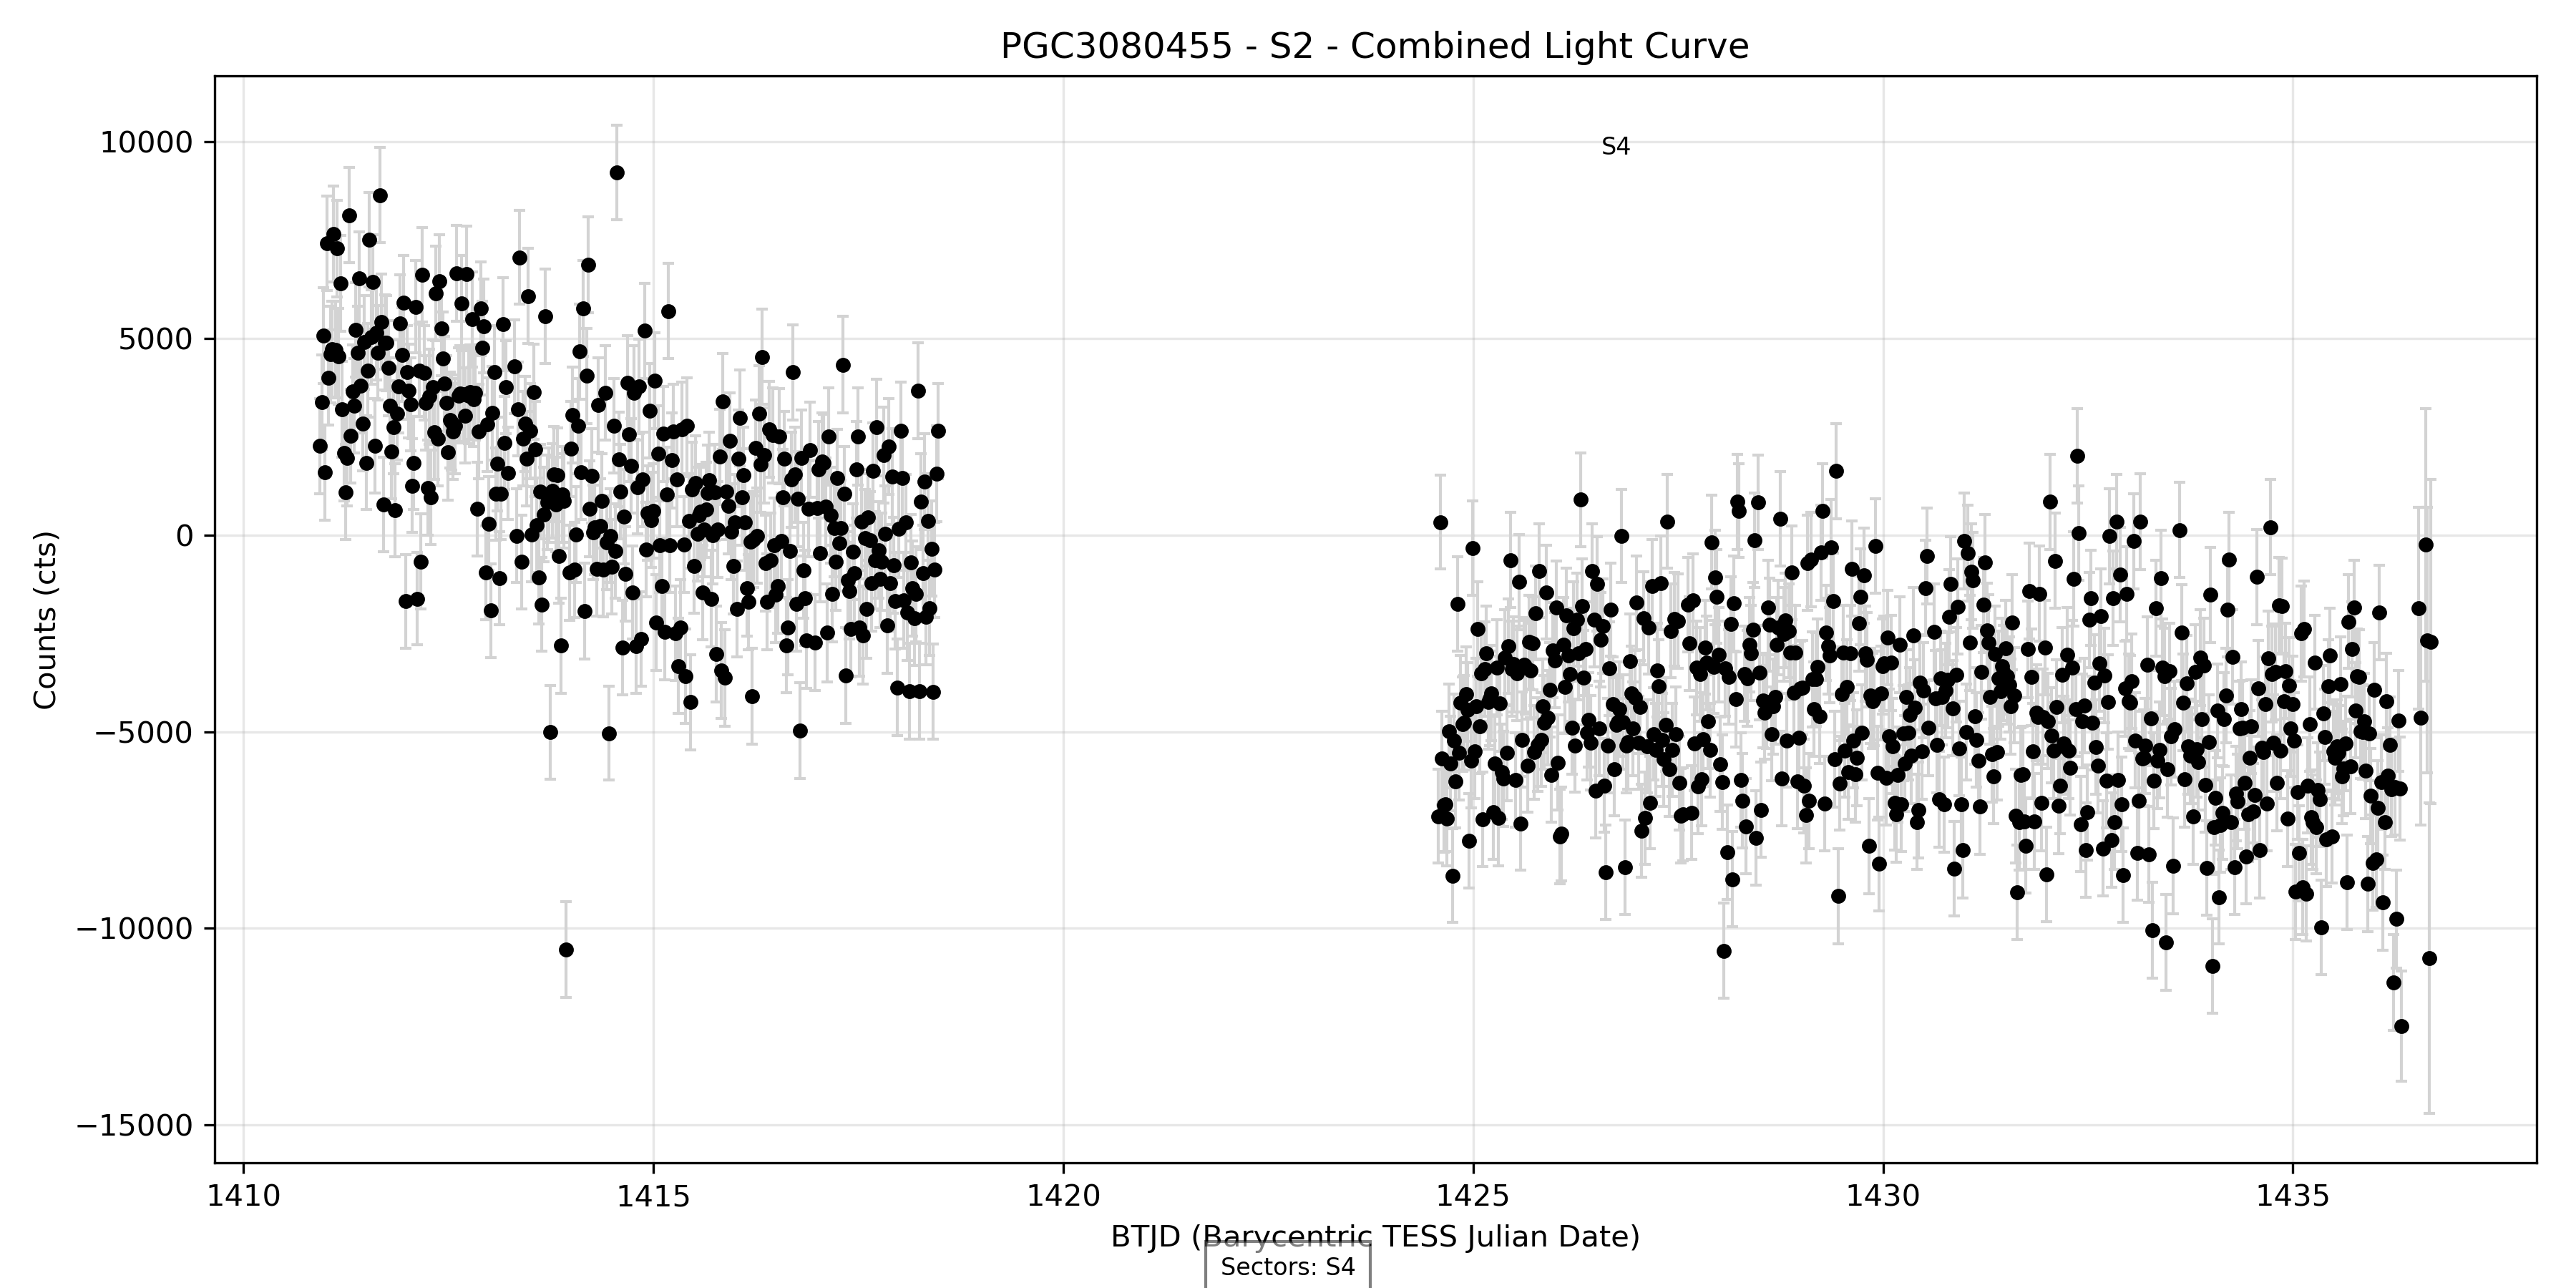 PGC3080455 - S2 - Combined Light Curve
Counts (cts)
10000
5000
0
−5000
−10000
−15000
S4
1410 1415 1420 1425 1430 1435
BTJD (Barycentric TESS Julian Date)
Sectors: S4